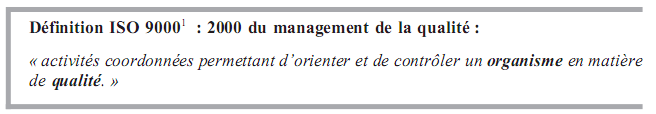 Définition ISO 9000¹ : 2000 du management de la qualité :
« activités coordonnées permettant d’orienter et de contrôler un organisme en matière
de qualité. »